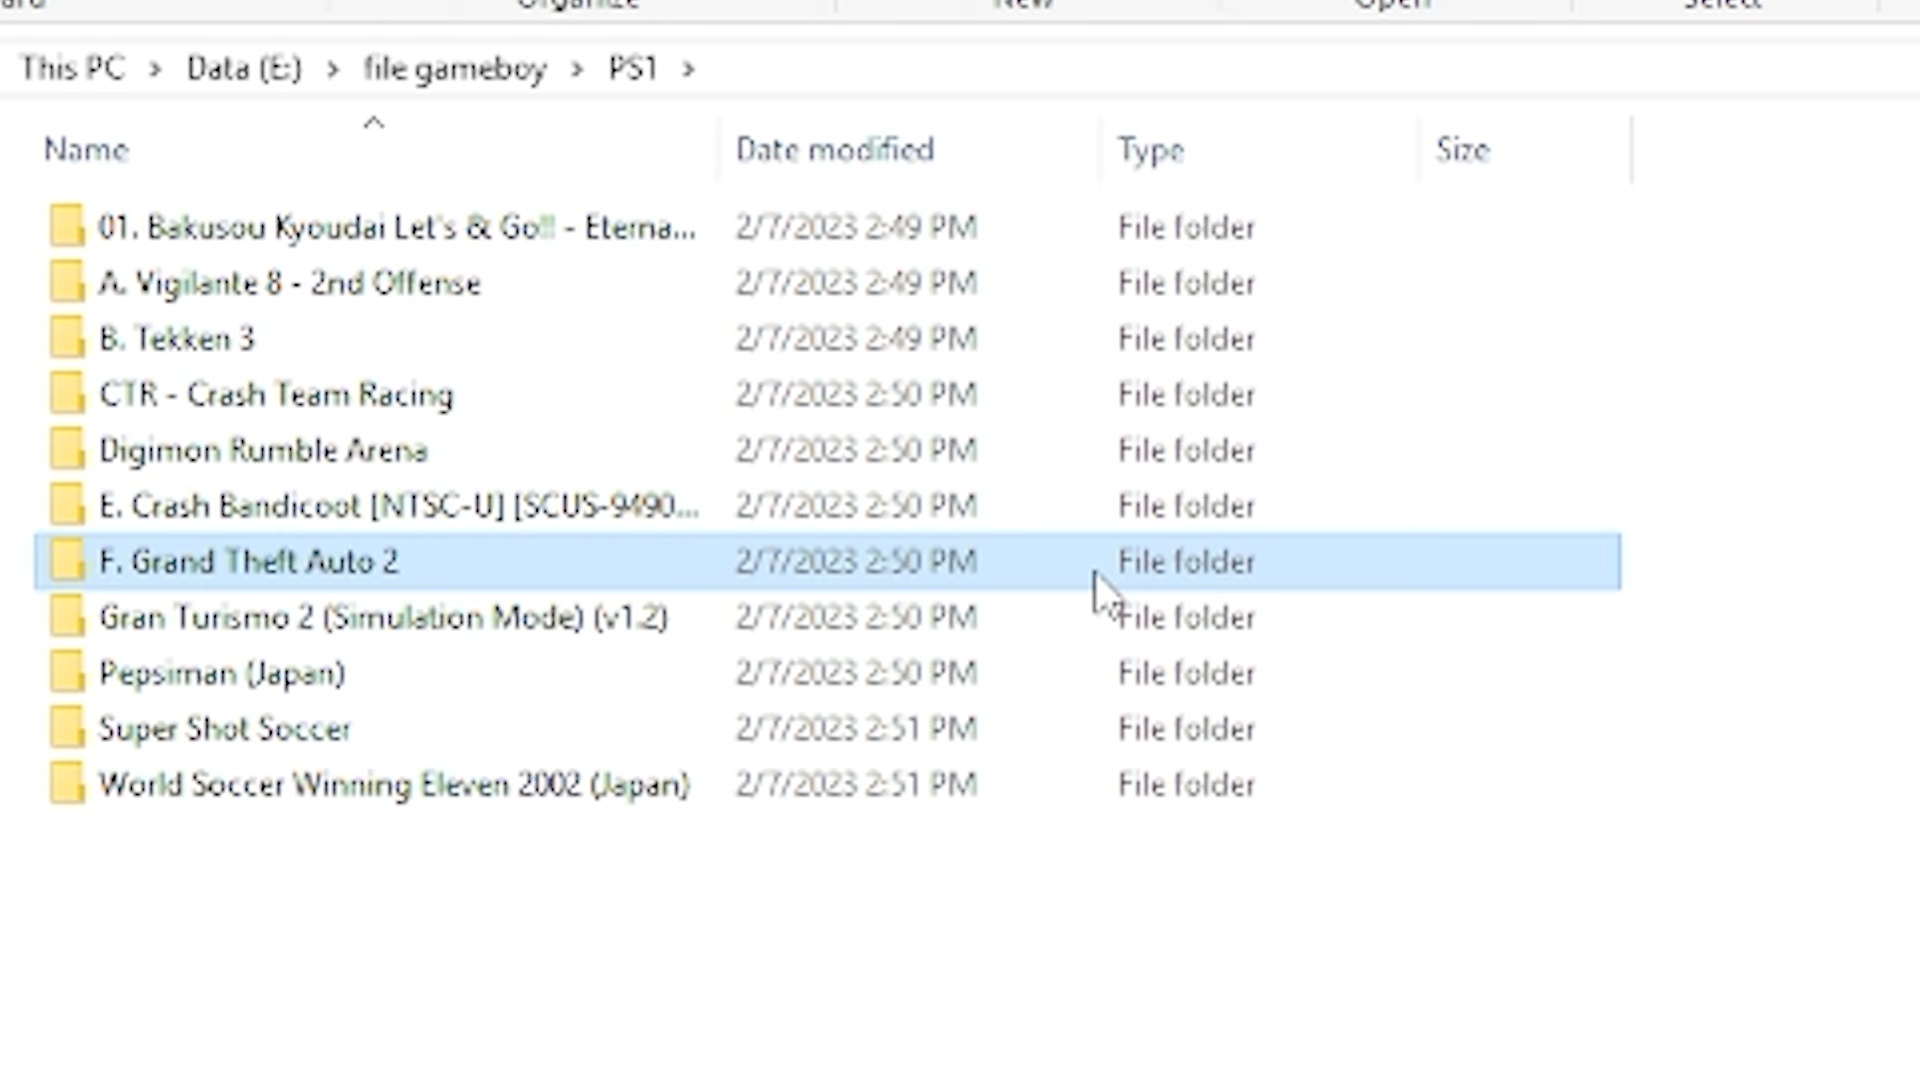 Organize New Open Select
This PC > Data (E:) > file gameboy > PS1 >
Name Date modified Type Size
01. Bakusou Kyoudai Let's & Go!! - Eterna... 2/7/2023 2:49 PM File folder
A. Vigilante 8 - 2nd Offense 2/7/2023 2:49 PM File folder
B. Tekken 3 2/7/2023 2:49 PM File folder
CTR - Crash Team Racing 2/7/2023 2:50 PM File folder
Digimon Rumble Arena 2/7/2023 2:50 PM File folder
E. Crash Bandicoot [NTSC-U] [SCUS-9490... 2/7/2023 2:50 PM File folder
F. Grand Theft Auto 2 2/7/2023 2:50 PM File folder
Gran Turismo 2 (Simulation Mode) (v1.2) 2/7/2023 2:50 PM File folder
Pepsiman (Japan) 2/7/2023 2:50 PM File folder
Super Shot Soccer 2/7/2023 2:51 PM File folder
World Soccer Winning Eleven 2002 (Japan) 2/7/2023 2:51 PM File folder